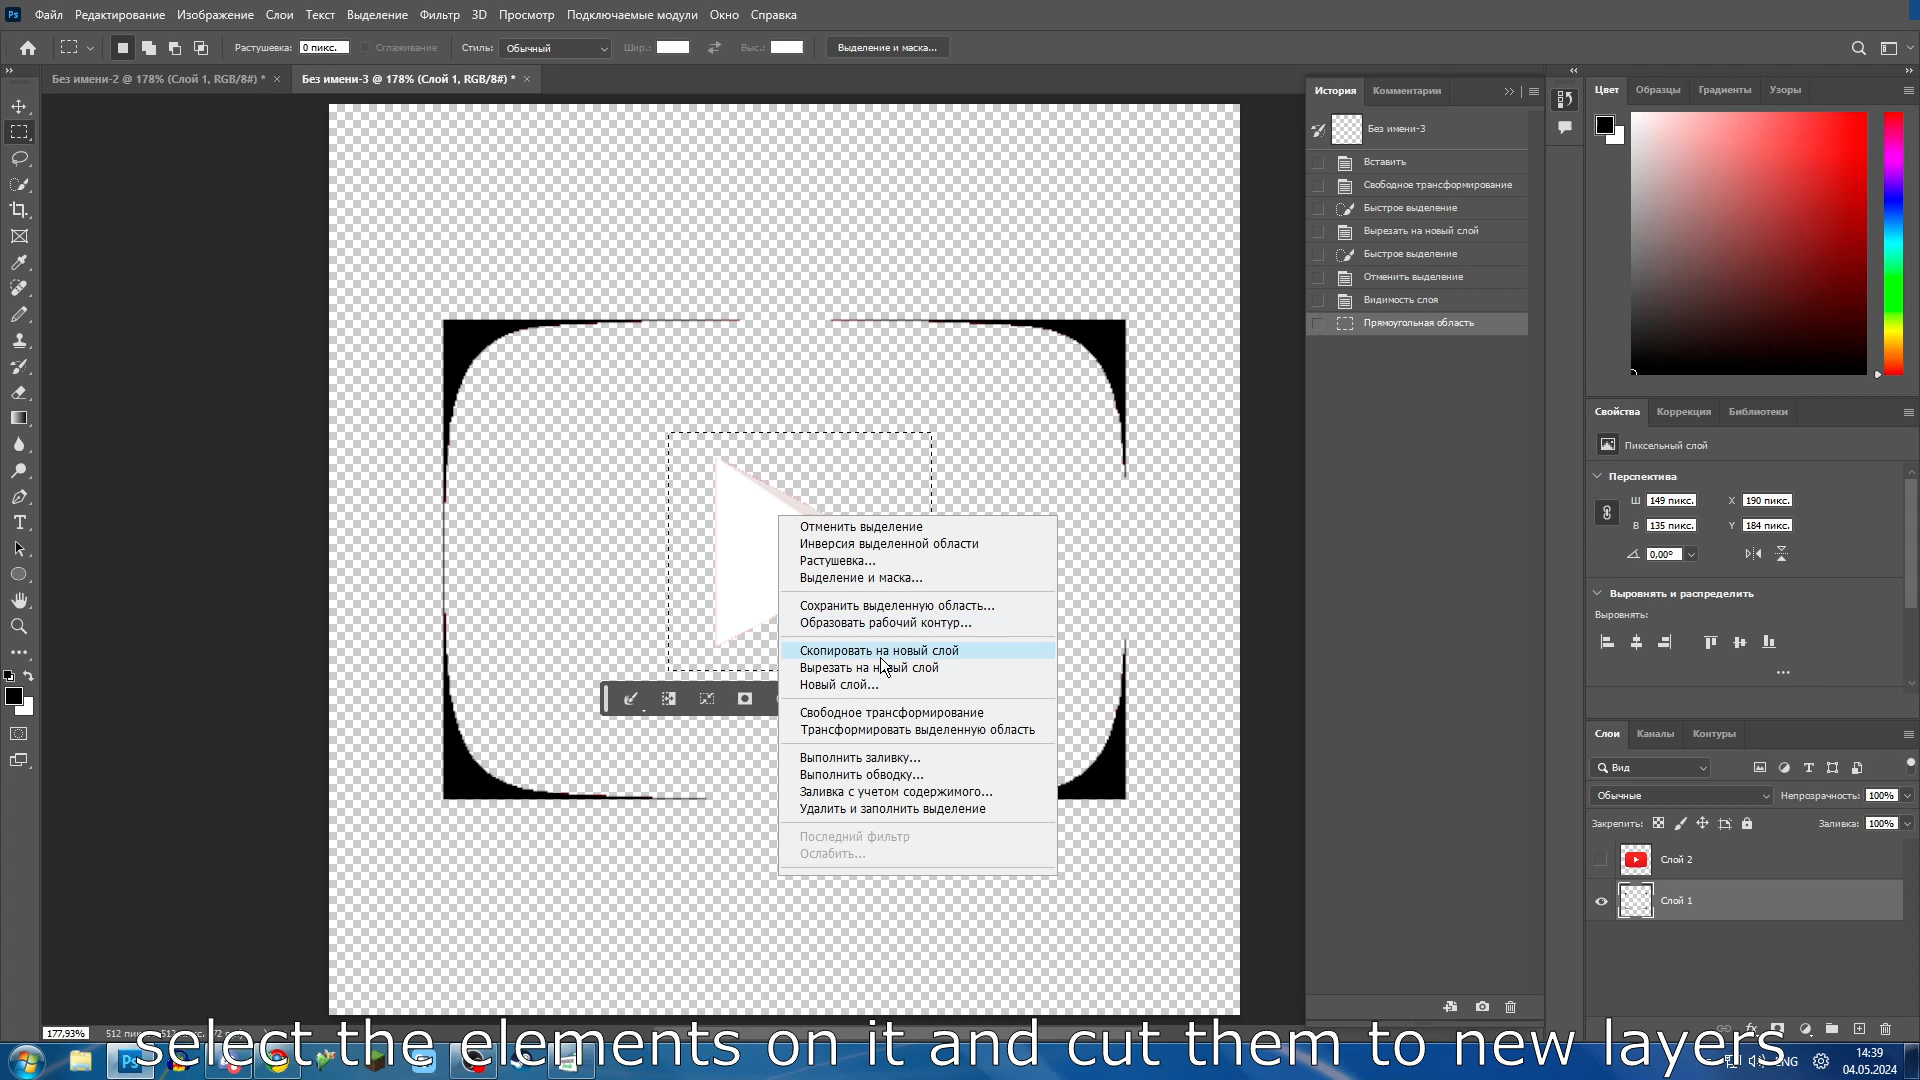 Ps Файл Редактирование Изображение Слои Текст Выделение Фильтр 3D Просмотр Подключаемые модули Окно Справка
Растушевка: 0 пикс. Сглаживание Стиль: Обычный Шир.: Выс.: Выделение и маска...
Без имени-2 @ 178% (Слой 1, RGB/8#) * × Без имени-3 @ 178% (Слой 1, RGB/8#) * ×
История Комментарии
Без имени-3
Вставить
Свободное трансформирование
Быстрое выделение
Вырезать на новый слой
Быстрое выделение
Отменить выделение
Видимость слоя
Прямоугольная область
Цвет Образцы Градиенты Узоры
Свойства Коррекция Библиотеки
Пиксельный слой
Перспектива
Ш 149 пикс. X 190 пикс.
В 135 пикс. Y 184 пикс.
0,00°
Выровнять и распределить
Выровнять:
Слои Каналы Контуры
Вид
Обычные Непрозрачность: 100%
Закрепить: Заливка: 100%
Слой 2
Слой 1
Отменить выделение
Инверсия выделенной области
Растушевка...
Выделение и маска...
Сохранить выделенную область...
Образовать рабочий контур...
Скопировать на новый слой
Вырезать на новый слой
Новый слой...
Свободное трансформирование
Трансформировать выделенную область
Выполнить заливку...
Выполнить обводку...
Заливка с учетом содержимого...
Удалить и заполнить выделение
Последний фильтр
Ослабить...
177,93% 512
select the elements on it and cut them to new layers
Ps
ENG
14:39
04.05.2024